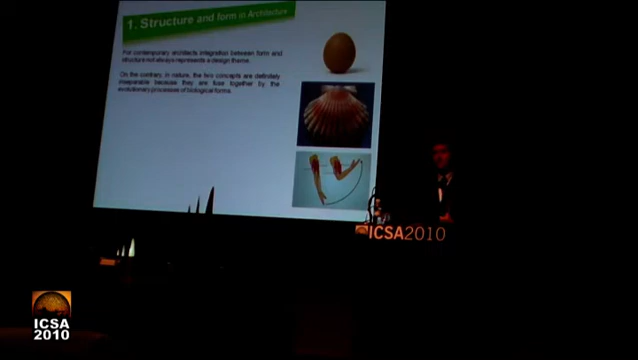 1. Structure and form in Architecture
For contemporary architects integration between form and
structure not always represents a design theme.
On the contrary, in nature, the two concepts are definitely
inseparable because they are
together by the
evolutionary processes of biological forms.
ICSA2010
ICSA
2010